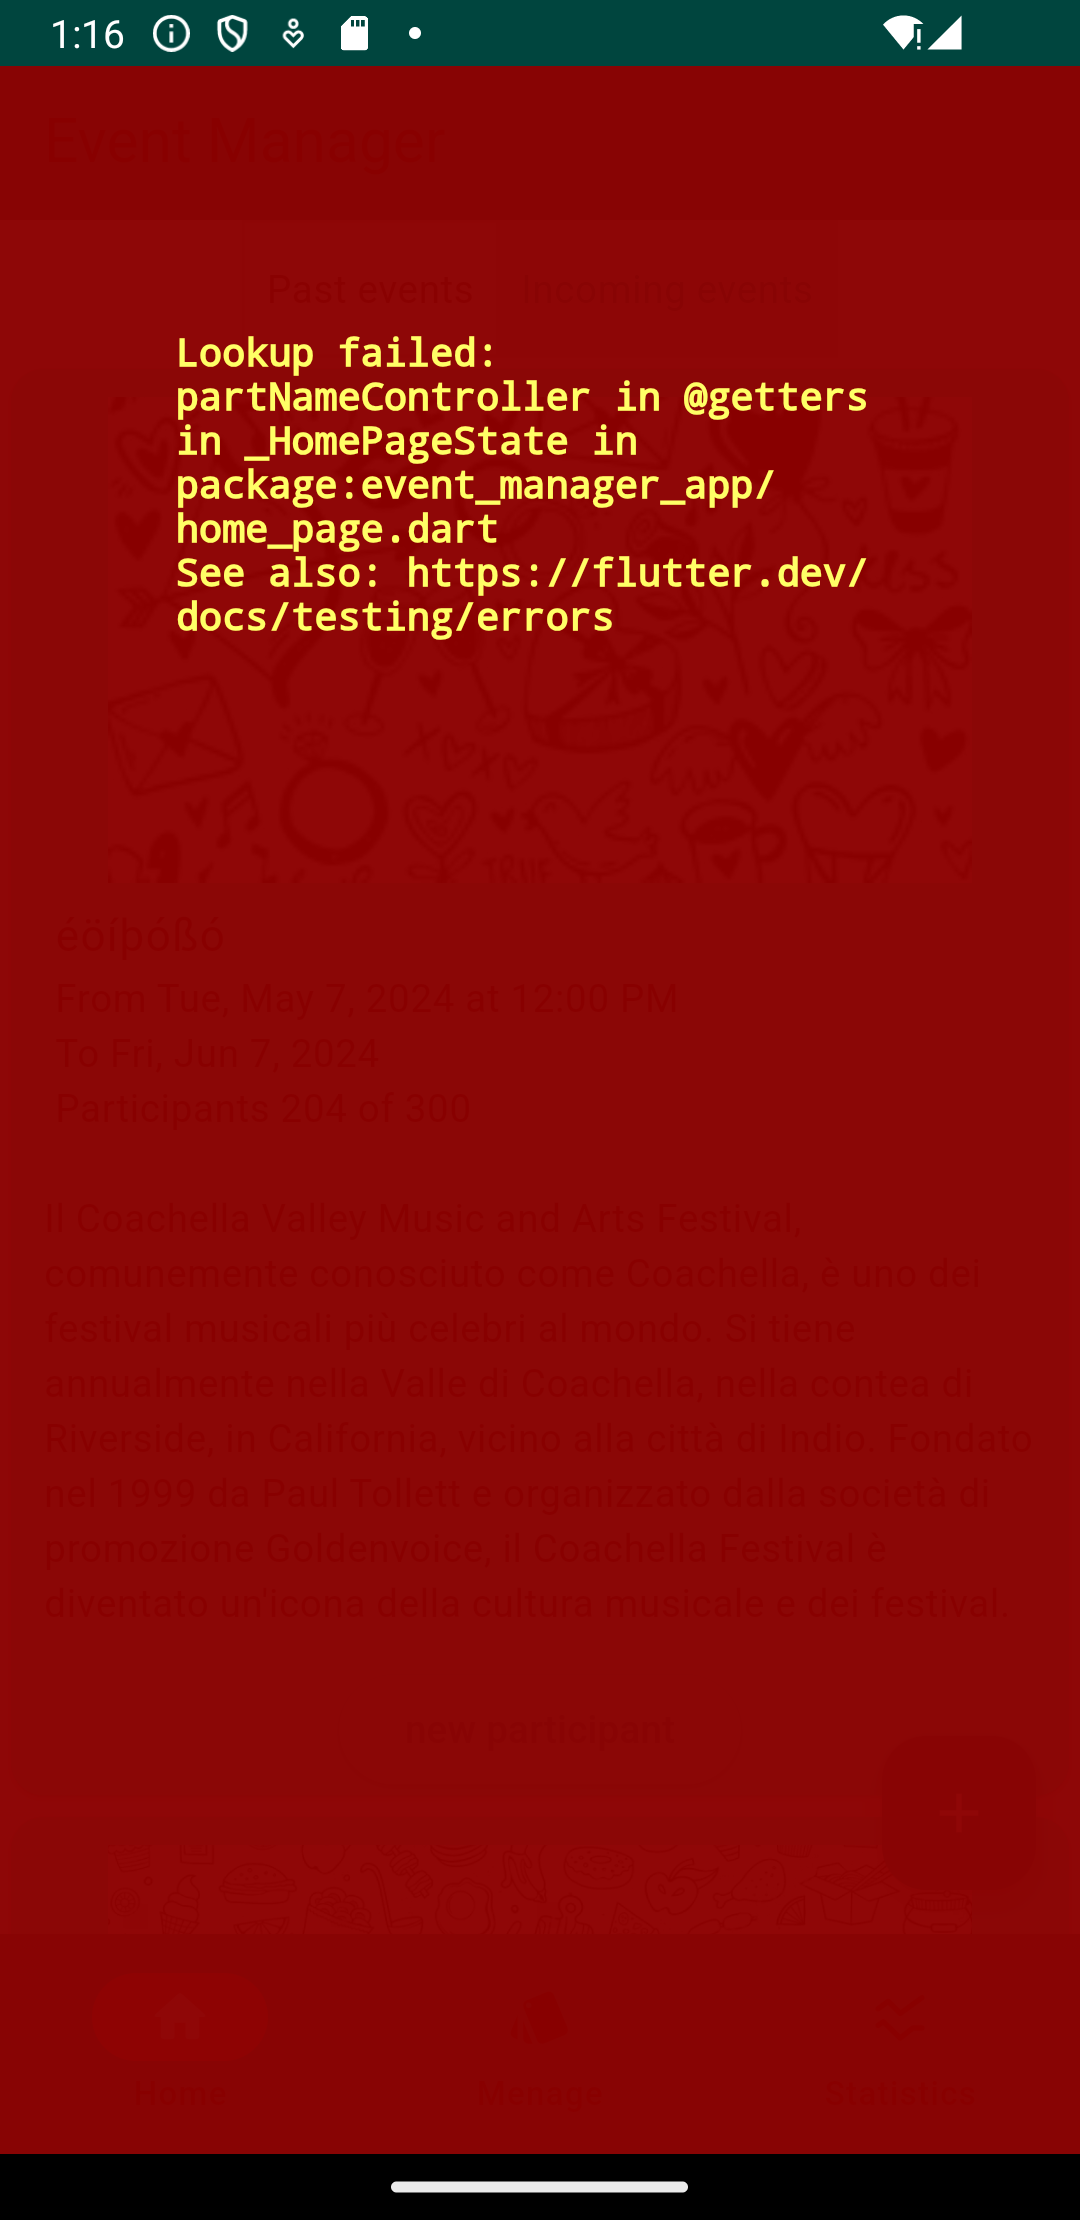 1:16
Event Manager
Past events
Incoming events
Lookup failed:
partNameController in @getters
in _HomePageState in
package:event_manager_app/
home_page.dart
See also: https://flutter.dev/
docs/testing/errors
TRUE
éöíþóßó
From Tue, May 7, 2024 at 12:00 PM
To Fri, Jun 7, 2024
Participants 204 of 300
Il Coachella Valley Music and Arts Festival,
comunemente conosciuto come Coachella, è uno dei
festival musicali più celebri al mondo. Si tiene
annualmente nella Valle di Coachella, nella contea di
Riverside, in California, vicino alla città di Indio. Fondato
nel 1999 da Paul Tollett e organizzato dalla società di
promozione Goldenvoice, il Coachella Festival è
diventato un'icona della cultura musicale e dei festival.
new participant
+
Home
Manage
Statistics